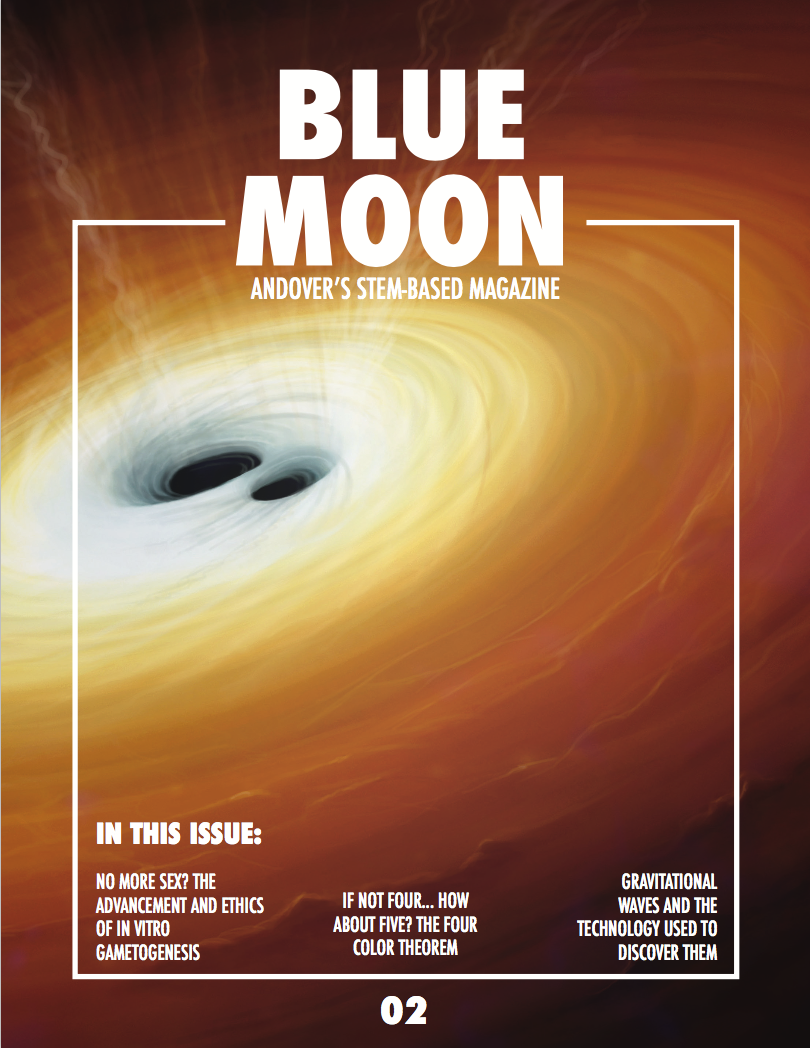 BLUE
MOON
ANDOVER'S STEM-BASED MAGAZINE
IN THIS ISSUE:
NO MORE SEX? THE
ADVANCEMENT AND ETHICS
OF IN VITRO
GAMETOGENESIS
IF NOT FOUR... HOW
ABOUT FIVE? THE FOUR
COLOR THEOREM
GRAVITATIONAL
WAVES AND THE
TECHNOLOGY USED TO
DISCOVER THEM
02